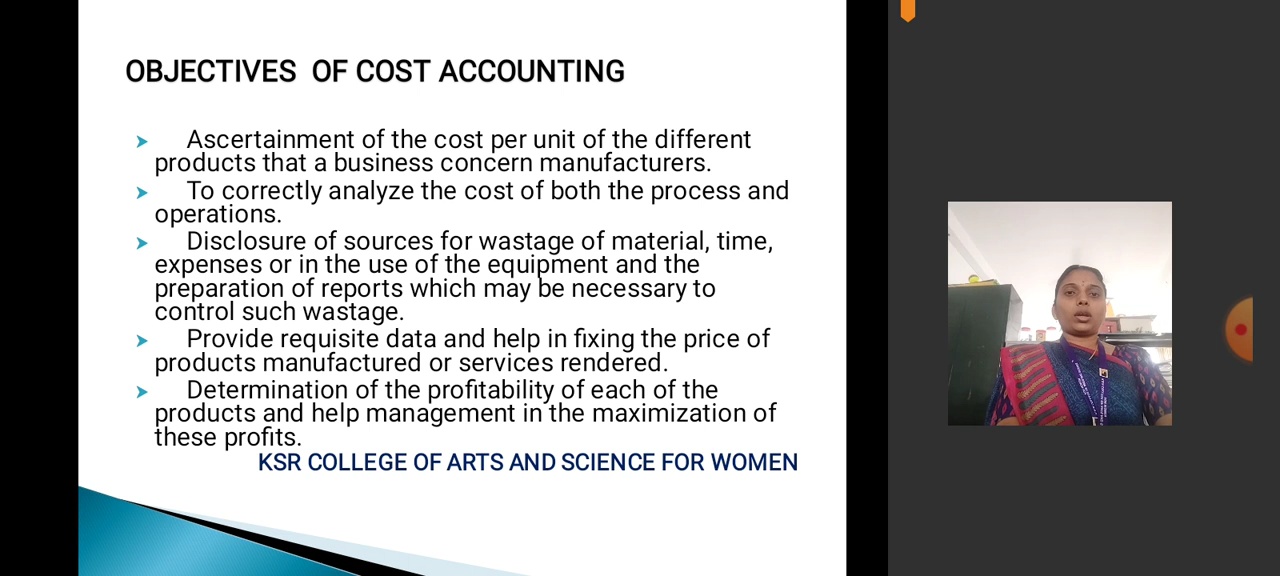 OBJECTIVES OF COST ACCOUNTING
Ascertainment of the cost per unit of the different
products that a business concern manufacturers.
To correctly analyze the cost of both the process and
operations.
Disclosure of sources for wastage of material, time,
expenses or in the use of the equipment and the
preparation of reports which may be necessary to
control such wastage.
Provide requisite data and help in fixing the price of
products manufactured or services rendered.
Determination of the profitability of each of the
products and help management in the maximization of
these profits.
KSR COLLEGE OF ARTS AND SCIENCE FOR WOMEN